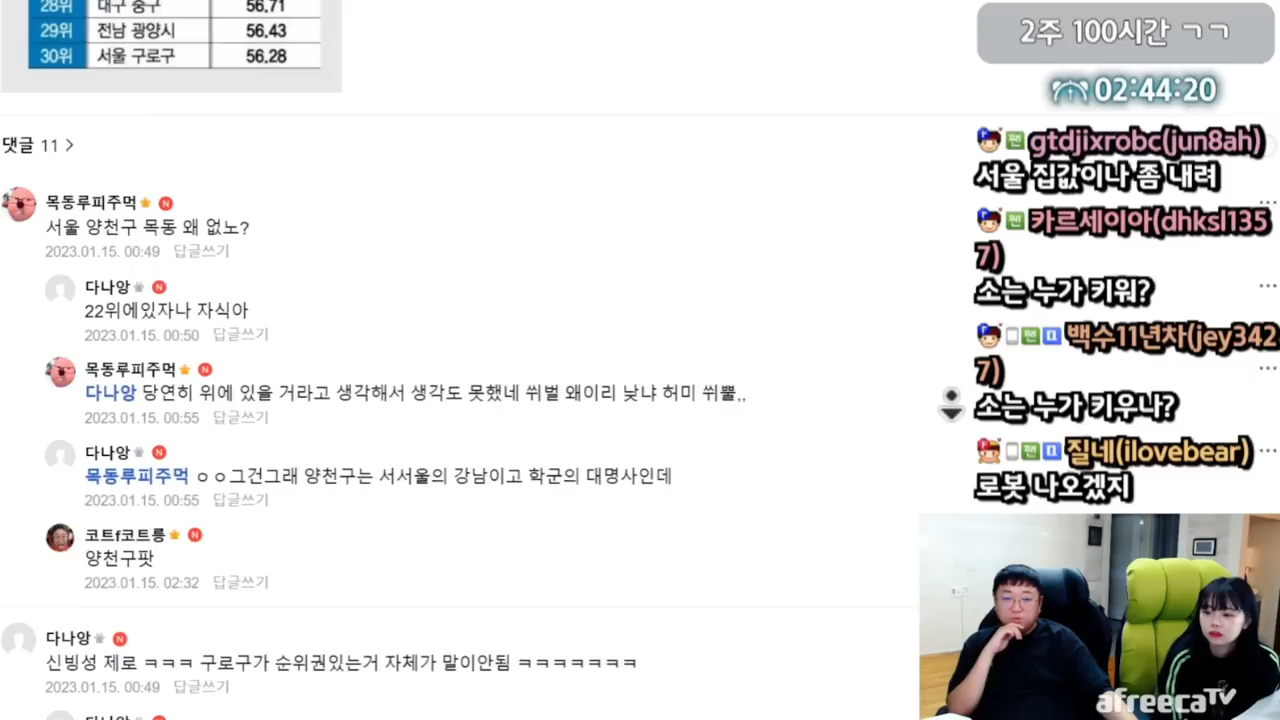 28위 대구 중구 56.71
29위 전남 광양시 56.43
30위 서울 구로구 56.28
댓글 11 >
목동루피주먹 N
서울 양천구 목동 왜 없노?
2023.01.15. 00:49 답글쓰기
다나앙 N
22위에있자나 자식아
2023.01.15. 00:50 답글쓰기
목동루피주먹 N
다나앙 당연히 위에 있을 거라고 생각해서 생각도 못했네 쒸벌 왜이리 낮냐 허미 쒸뿔,,
2023.01.15. 00:55 답글쓰기
다나앙 N
목동루피주먹 ㅇㅇ그건그래 양천구는 서서울의 강남이고 학군의 대명사인데
2023.01.15. 00:55 답글쓰기
코트f코트릉 N
양천구팟
2023.01.15. 02:32 답글쓰기
다나앙 N
신빙성 제로 ㅋㅋㅋ 구로구가 순위권있는거 자체가 말이안됨 ㅋㅋㅋㅋㅋㅋㅋ
2023.01.15. 00:49 답글쓰기
다나앙
2주 100시간 ㄱㄱ
02:44:20
팬 gtdjixrobc(jun8ah)
서울 집값이나 좀 내려
팬 카르세이아(dhksl135
7)
소는 누가 키워?
팬 백수11년차(jey342
7)
소는 누가 키우나?
팬 질네(ilovebear)
로봇 나오겠지
afreecaTV